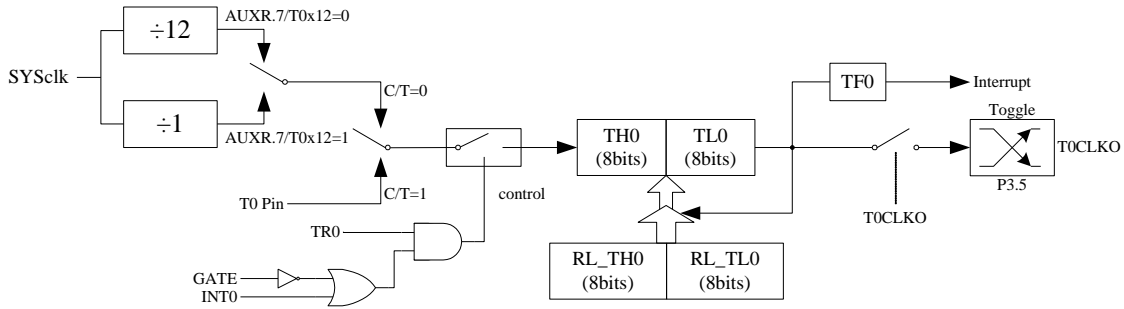 AUXR.7/T0x12=0
÷12
SYSclk
÷1
AUXR.7/T0x12=1
C/T=0
C/T=1
T0 Pin
control
TR0
GATE
INT0
TH0
(8bits)
TL0
(8bits)
RL_TH0
(8bits)
RL_TL0
(8bits)
TF0
Interrupt
Toggle
T0CLKO
P3.5
T0CLKO